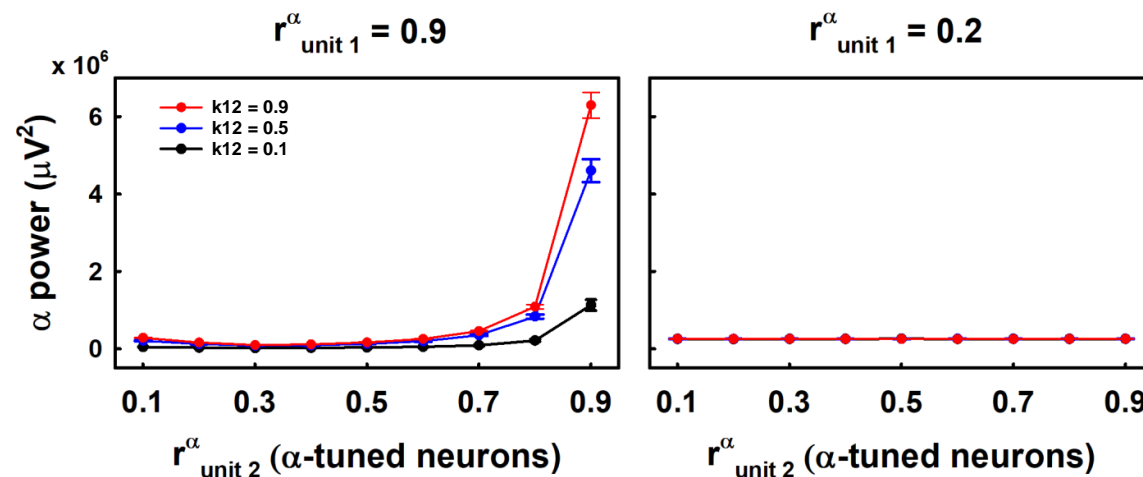 r^α_unit 1 = 0.9
r^α_unit 1 = 0.2
x 10^6
k12 = 0.9
k12 = 0.5
k12 = 0.1
α power (μV²)
6
4
2
0
0.1 0.3 0.5 0.7 0.9
0.1 0.3 0.5 0.7 0.9
r^α_unit 2 (α-tuned neurons)
r^α_unit 2 (α-tuned neurons)